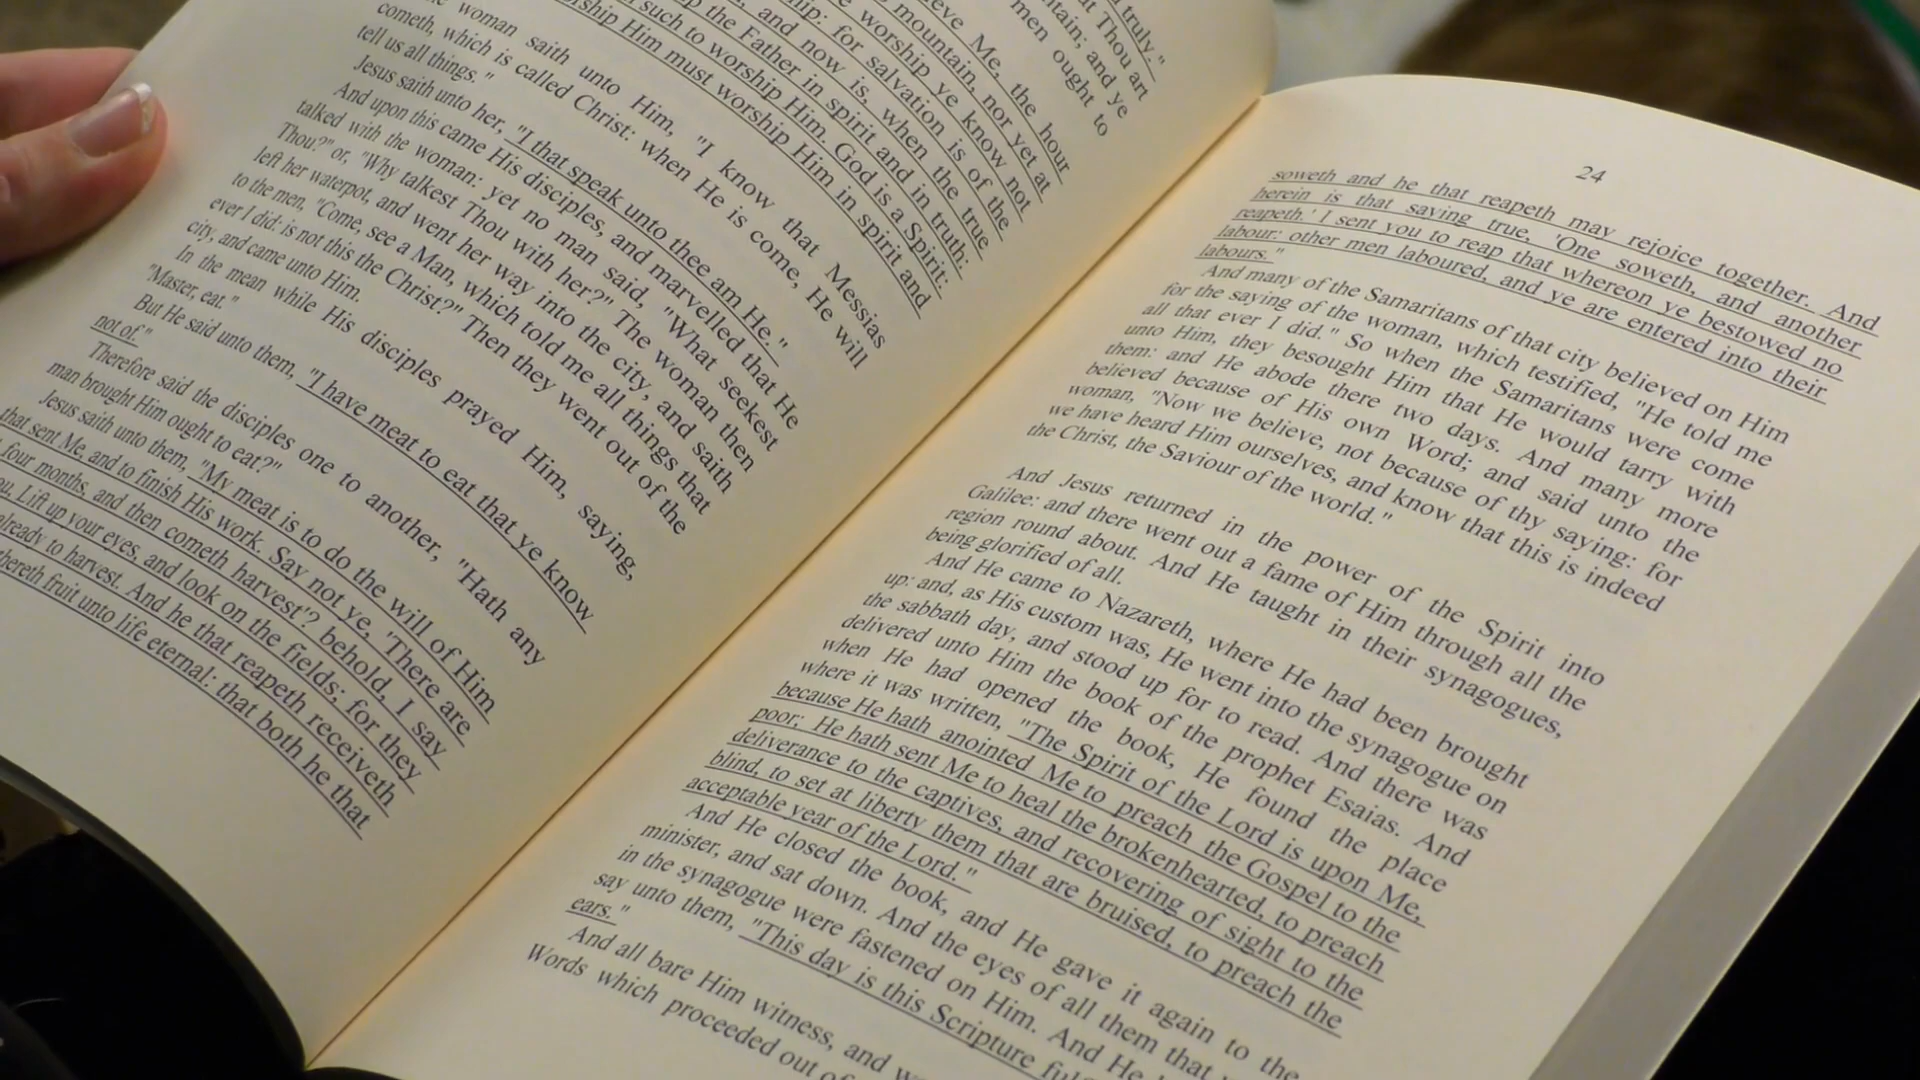 truly."
t Thou art
ntain; and ye
men ought to
ieve Me, the hour
mountain, nor yet at
e worship ye know not
ship: for salvation is of the
, and now is, when the true
p the Father in spirit and in truth:
such to worship Him. God is a Spirit:
orship Him must worship Him in spirit and
woman saith unto Him, "I know that Messias
cometh, which is called Christ: when He is come, He will
tell us all things."
Jesus saith unto her, "I that speak unto thee am He."
And upon this came His disciples, and marvelled that He
talked with the woman: yet no man said, "What seekest
Thou?" or, "Why talkest Thou with her?" The woman then
left her waterpot, and went her way into the city, and saith
to the men, "Come, see a Man, which told me all things that
ever I did: is not this the Christ?" Then they went out of the
city, and came unto Him.
In the mean while His disciples prayed Him, saying,
"Master, eat."
But He said unto them, "I have meat to eat that ye know
not of."
Therefore said the disciples one to another, "Hath any
man brought Him ought to eat?"
Jesus saith unto them, "My meat is to do the will of Him
that sent Me, and to finish His work. Say not ye, 'There are
four months, and then cometh harvest'? behold, I say
ou, Lift up your eyes, and look on the fields; for they
already to harvest. And he that reapeth receiveth
thereth fruit unto life eternal: that both he that
24
soweth and he that reapeth may rejoice together. And
herein is that saying true, 'One soweth, and another
reapeth.' I sent you to reap that whereon ye bestowed no
labour: other men laboured, and ye are entered into their
labours."
And many of the Samaritans of that city believed on Him
for the saying of the woman, which testified, "He told me
all that ever I did." So when the Samaritans were come
unto Him, they besought Him that He would tarry with
them: and He abode there two days. And many more
believed because of His own Word; and said unto the
woman, "Now we believe, not because of thy saying: for
we have heard Him ourselves, and know that this is indeed
the Christ, the Saviour of the world."
And Jesus returned in the power of the Spirit into
Galilee: and there went out a fame of Him through all the
region round about. And He taught in their synagogues,
being glorified of all.
And He came to Nazareth, where He had been brought
up: and, as His custom was, He went into the synagogue on
the sabbath day, and stood up for to read. And there was
delivered unto Him the book of the prophet Esaias. And
when He had opened the book, He found the place
where it was written, "The Spirit of the Lord is upon Me,
because He hath anointed Me to preach the Gospel to the
poor; He hath sent Me to heal the brokenhearted, to preach
deliverance to the captives, and recovering of sight to the
blind, to set at liberty them that are bruised, to preach the
acceptable year of the Lord."
And He closed the book, and He gave it again to the
minister, and sat down. And the eyes of all them that
in the synagogue were fastened on Him. And He
say unto them, "This day is this Scripture
ears."
And all bare Him witness, and
Words which proceeded out of